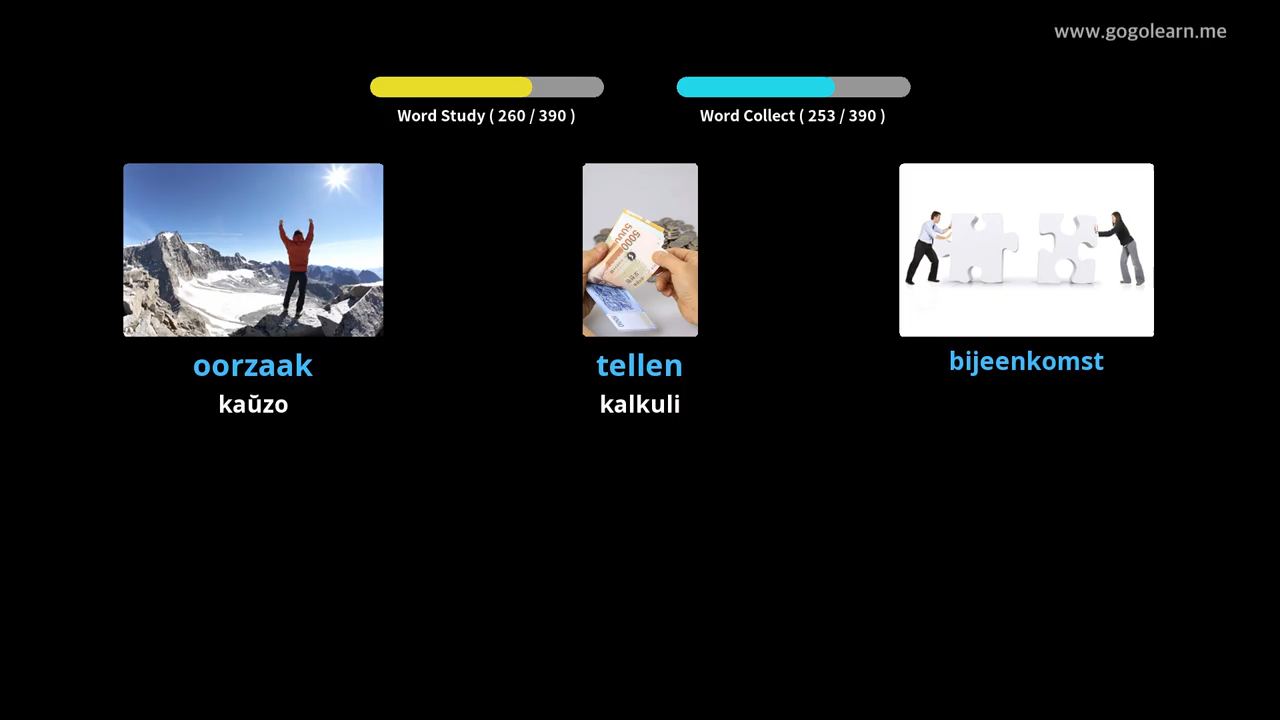 www.gogolearn.me
Word Study ( 260 / 390 )
Word Collect ( 253 / 390 )
oorzaak
tellen
bijeenkomst
kaŭzo
kalkuli